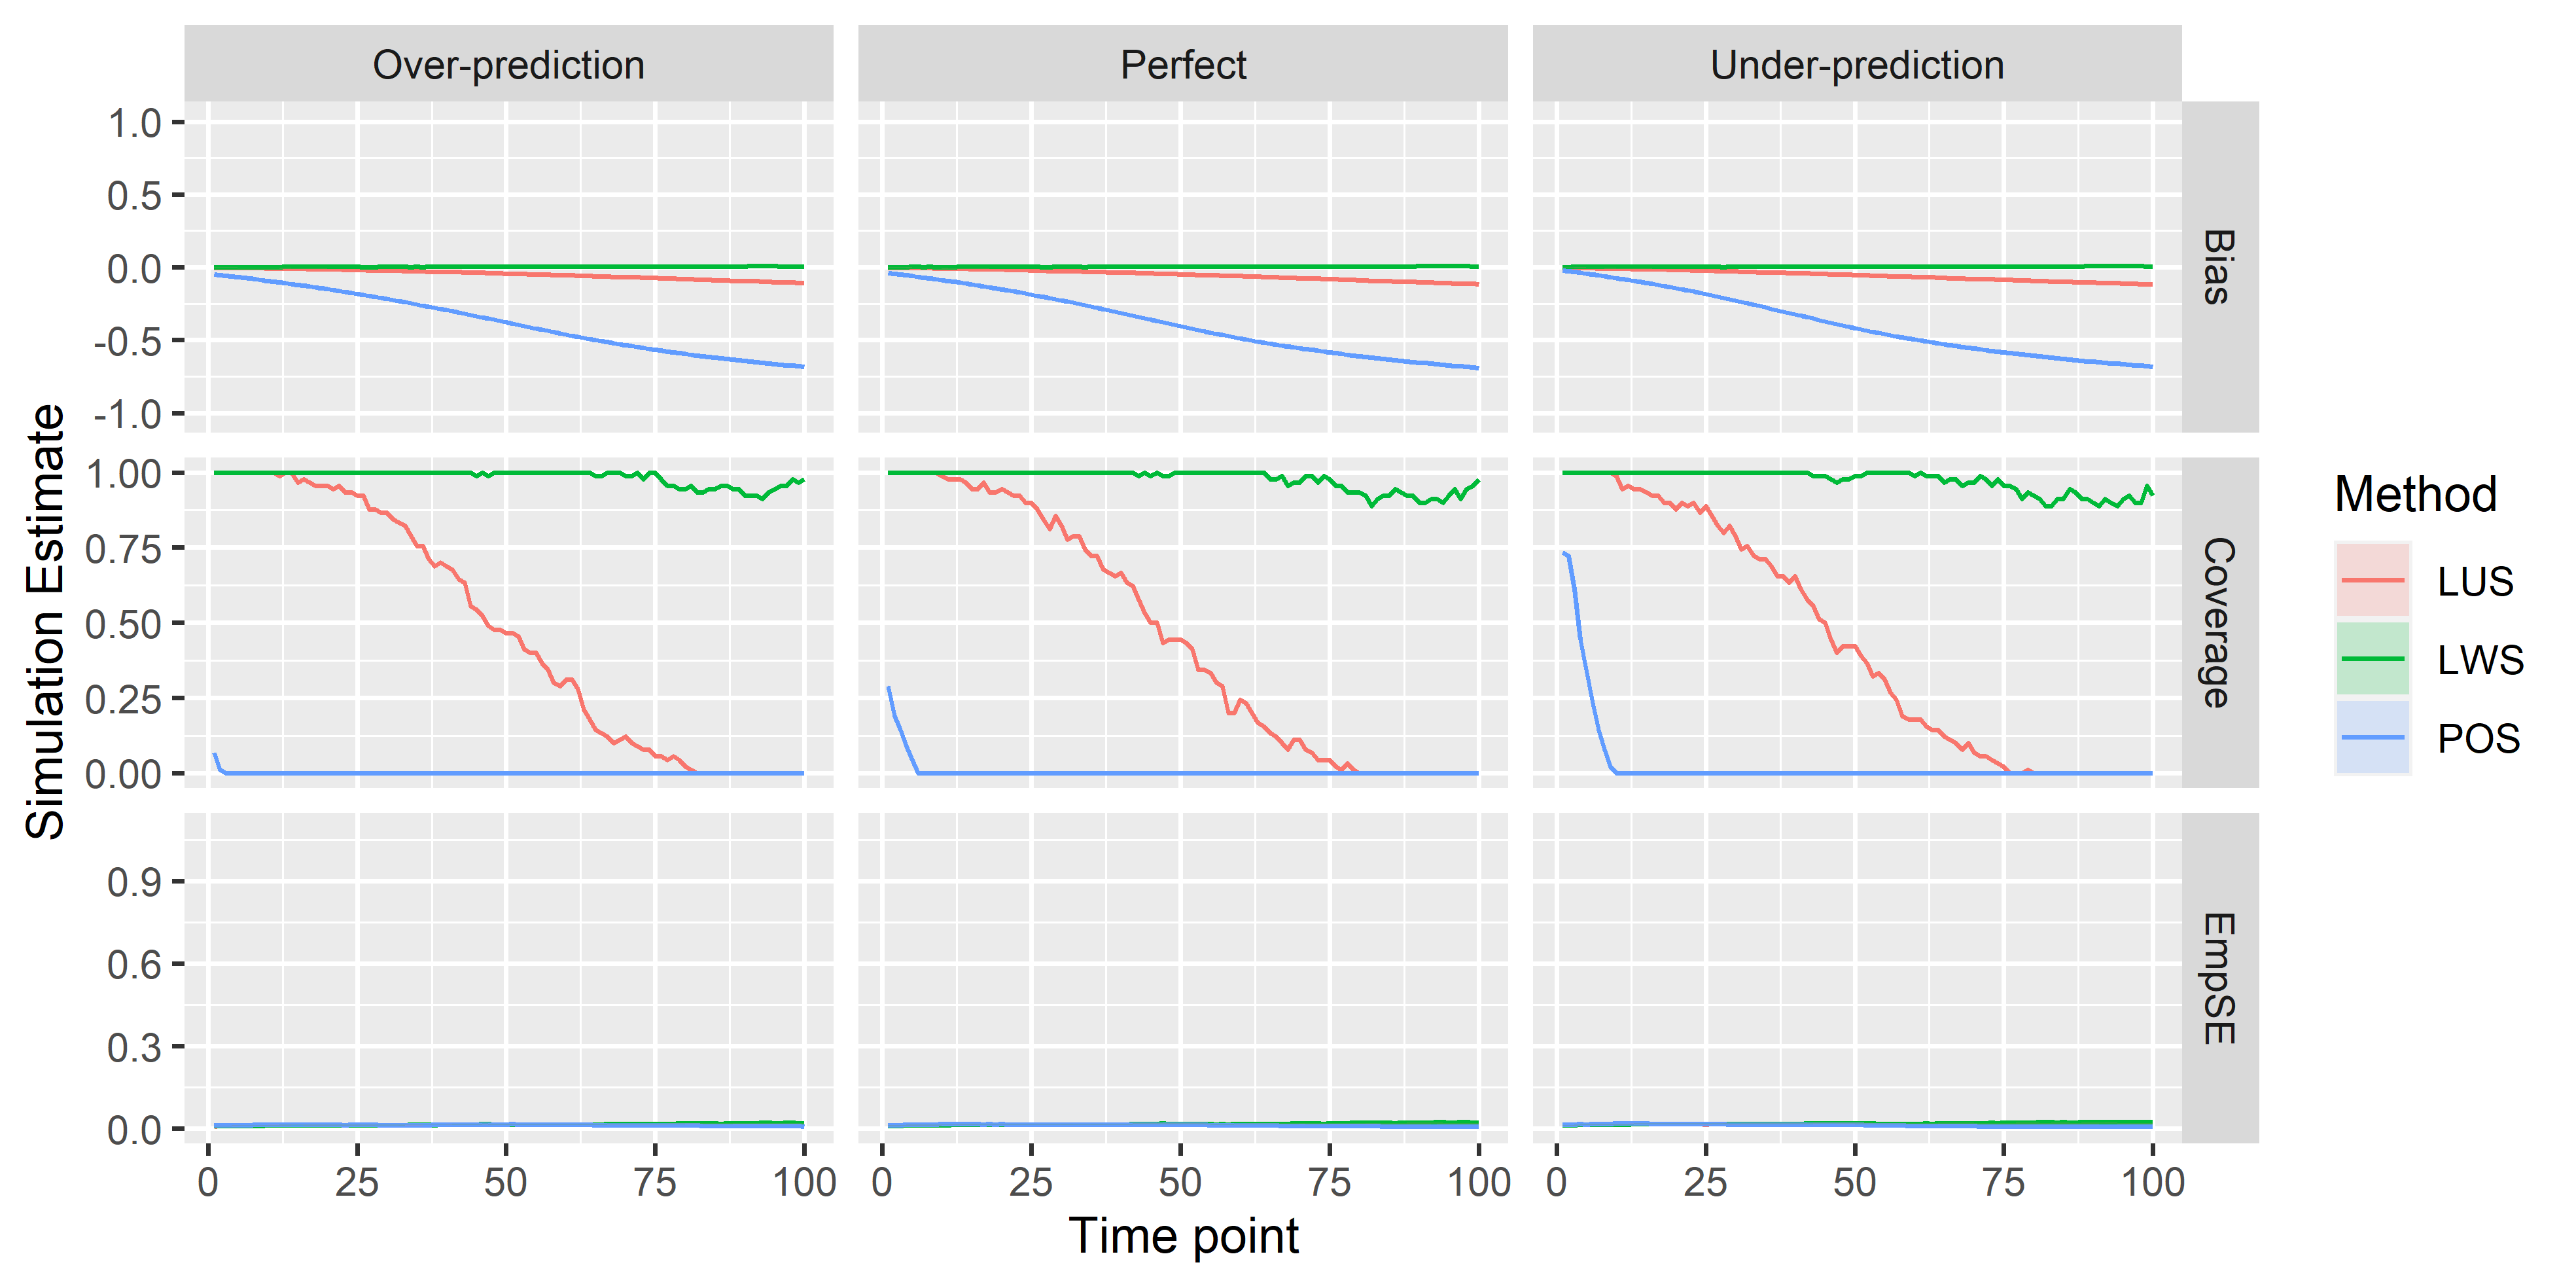 Over-prediction Perfect Under-prediction
1.0
0.5
0.0
-0.5
-1.0
Bias
1.00
0.75
0.50
0.25
0.00
Coverage
0.9
0.6
0.3
0.0
EmpSE
0 25 50 75 100 0 25 50 75 100 0 25 50 75 100
Time point
Simulation Estimate
Method
LUS
LWS
POS